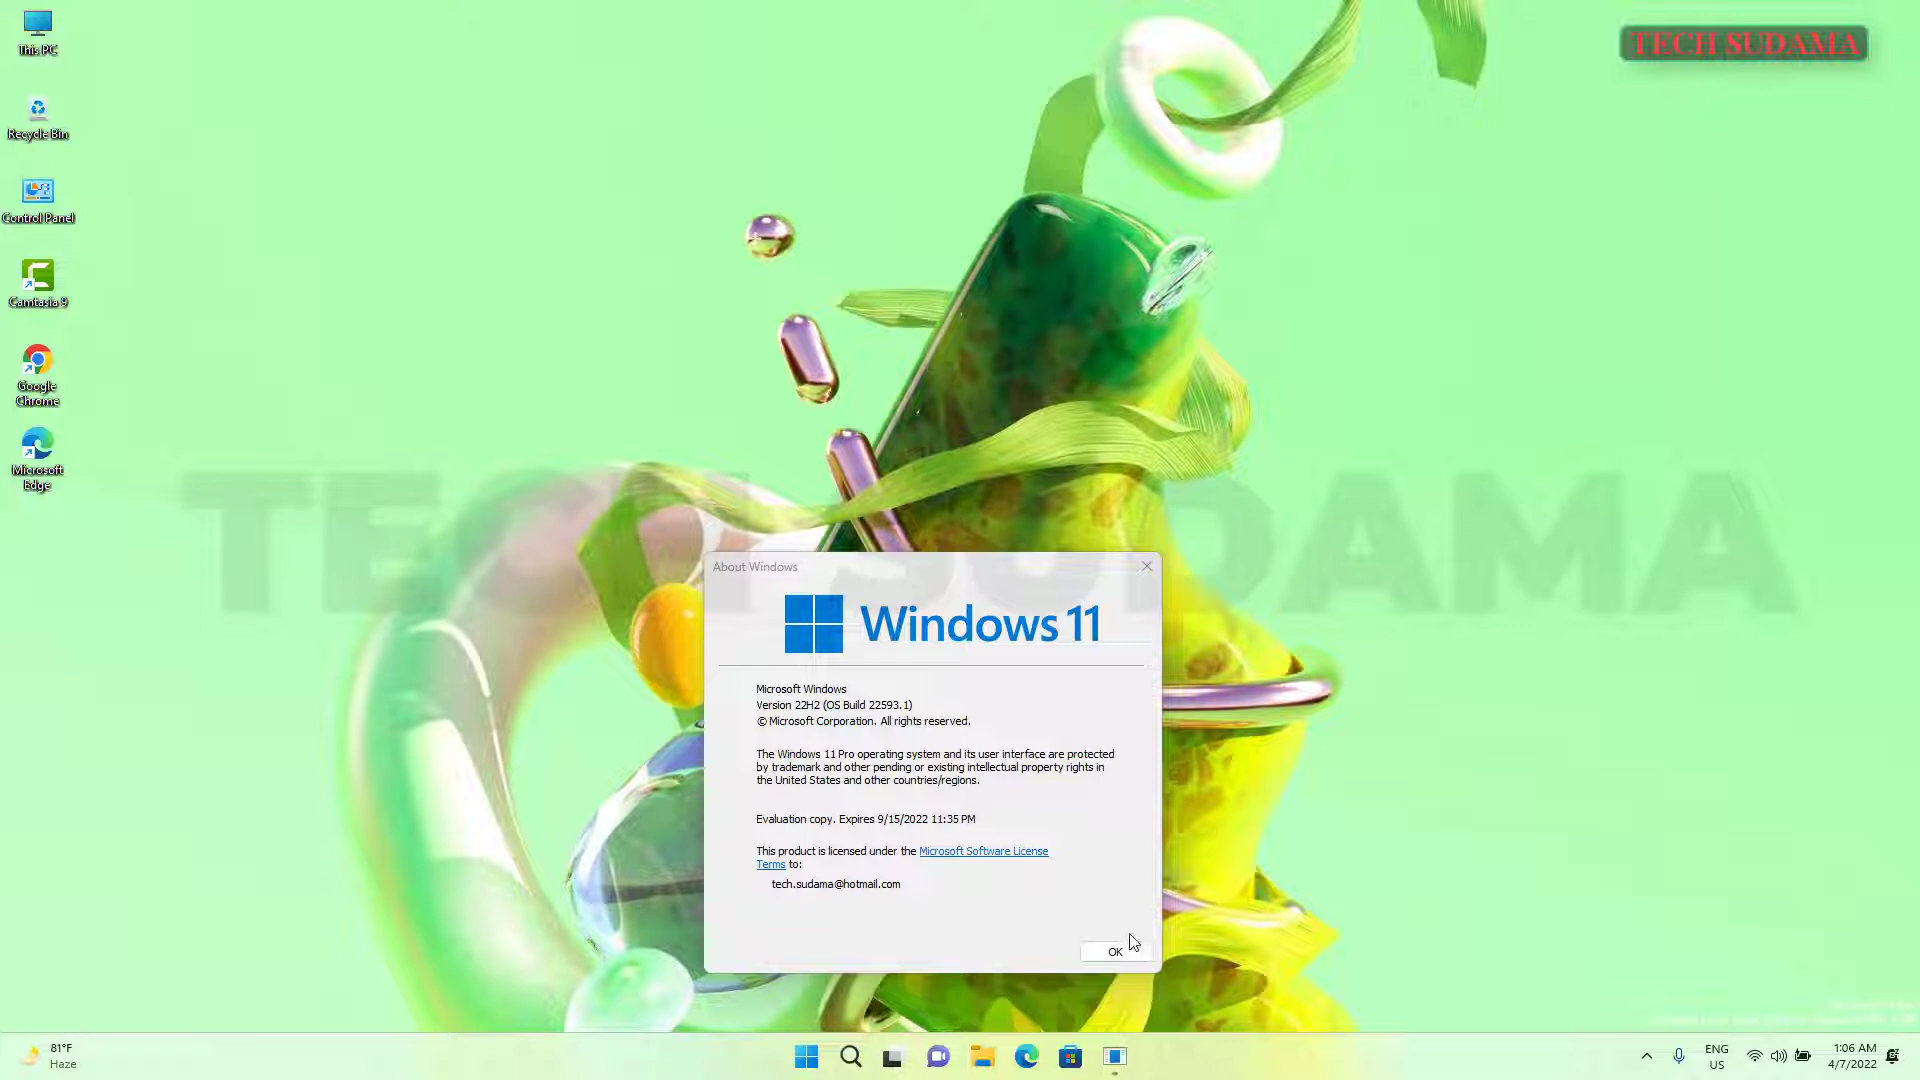 This PC
TECH SUDAMA
Recycle Bin
Control Panel
Camtasia 9
Google
Chrome
Microsoft
Edge
TECH SUDAMA
About Windows
Windows 11
Microsoft Windows
Version 22H2 (OS Build 22593.1)
© Microsoft Corporation. All rights reserved.
The Windows 11 Pro operating system and its user interface are protected
by trademark and other pending or existing intellectual property rights in
the United States and other countries/regions.
Evaluation copy. Expires 9/15/2022 11:35 PM
This product is licensed under the Microsoft Software License
Terms to:
tech.sudama@hotmail.com
OK
81°F
Haze
ENG
US
1:06 AM
4/7/2022